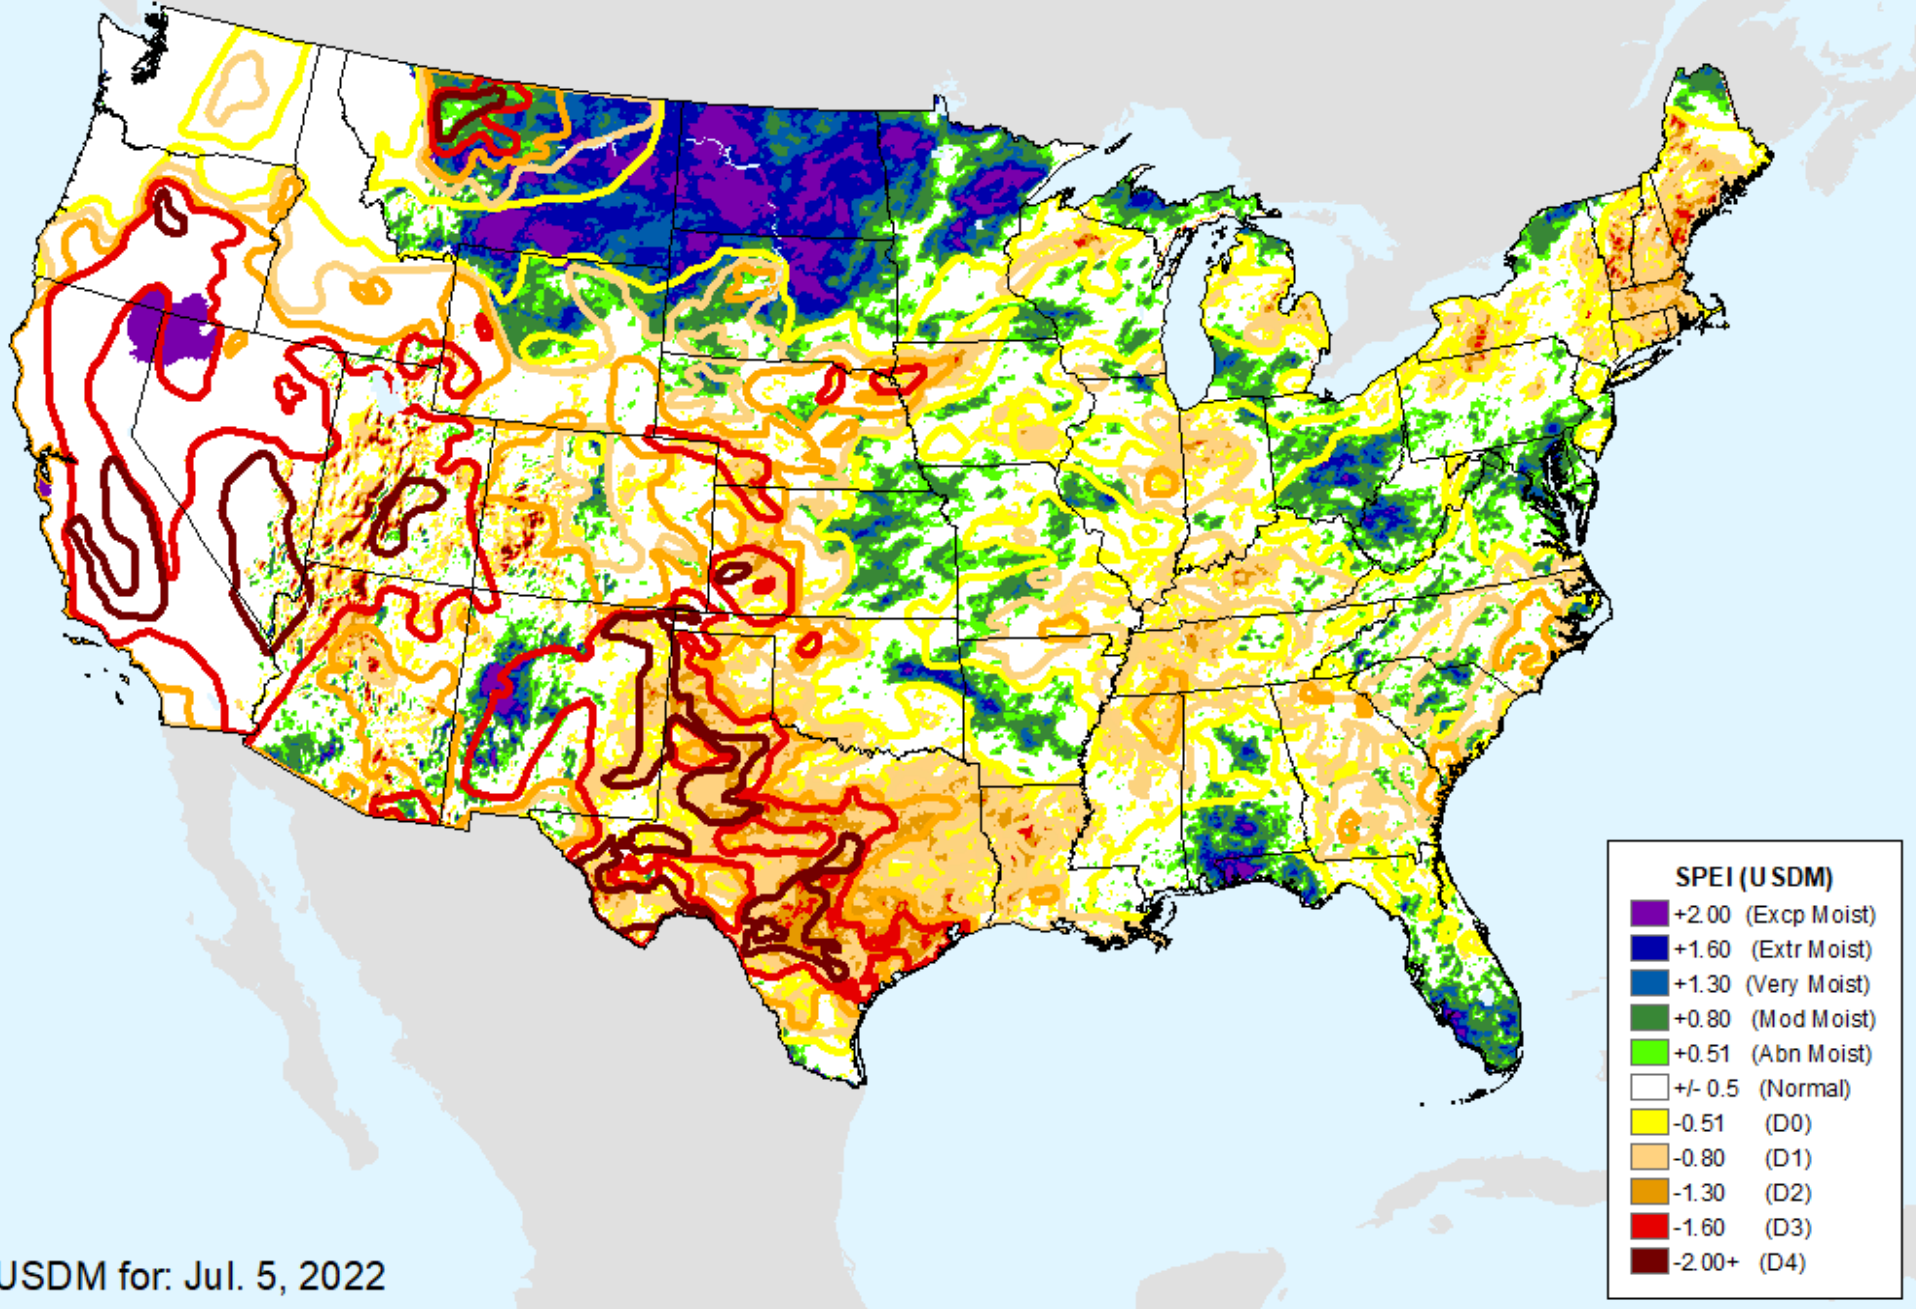 SPEI (USDM)
+2.00 (Excp Moist)
+1.60 (Extr Moist)
+1.30 (Very Moist)
+0.80 (Mod Moist)
+0.51 (Abn Moist)
+/- 0.5 (Normal)
-0.51 (D0)
-0.80 (D1)
-1.30 (D2)
-1.60 (D3)
-2.00+ (D4)
USDM for: Jul. 5, 2022